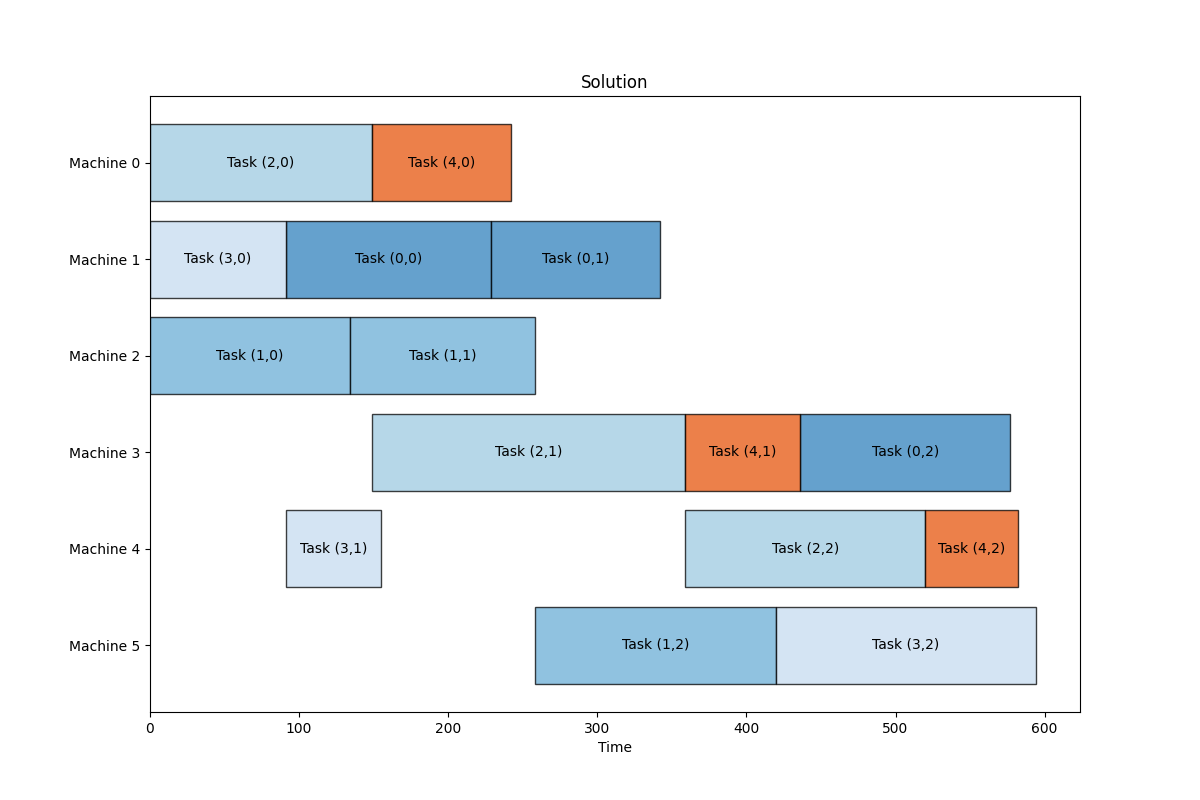 Solution
Machine 0
Task (2,0)
Task (4,0)
Machine 1
Task (3,0)
Task (0,0)
Task (0,1)
Machine 2
Task (1,0)
Task (1,1)
Machine 3
Task (2,1)
Task (4,1)
Task (0,2)
Machine 4
Task (3,1)
Task (2,2)
Task (4,2)
Machine 5
Task (1,2)
Task (3,2)
0 100 200 300 400 500 600
Time